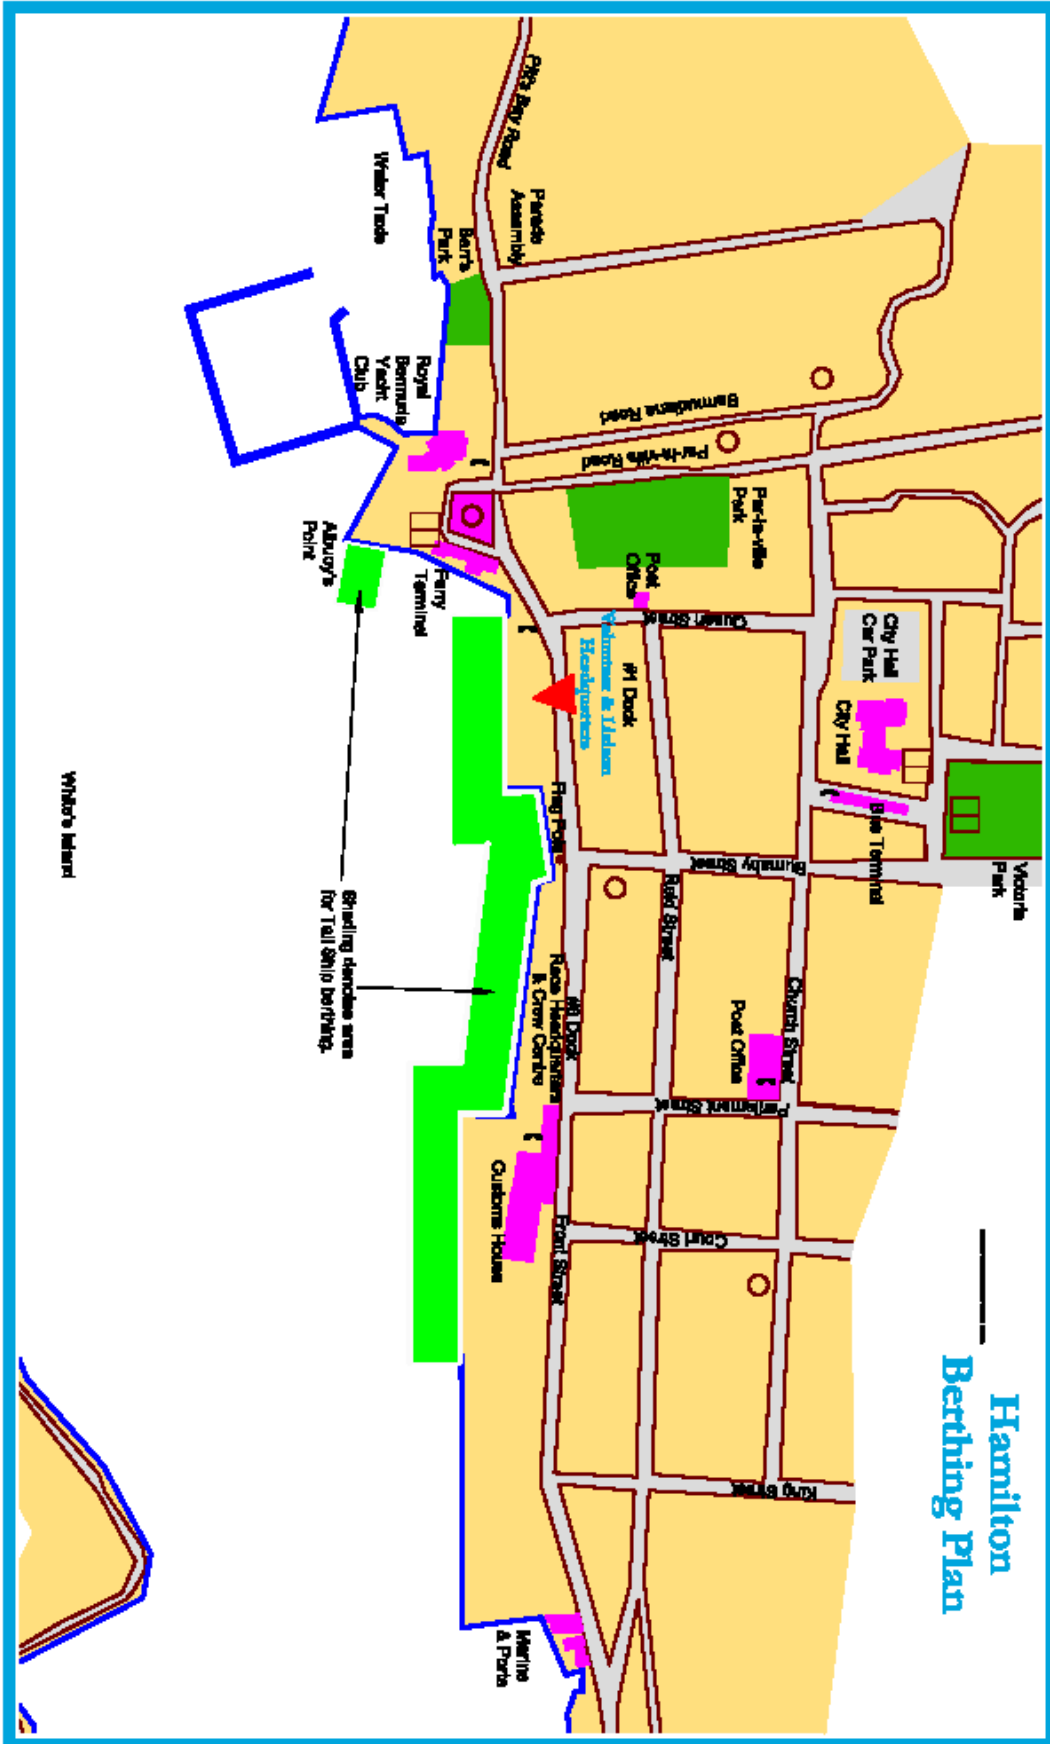 Hamilton
Berthing Plan
Pitts Bay Road
Parade
Assembly
Barr's
Park
Water Taxis
Royal
Bermuda
Yacht
Club
Albuoy's
Point
Ferry
Terminal
Bermudiana Road
Par-la-ville Road
Par-la-ville
Park
Post
Office
Queen Street
City Hall
Car Park
City Hall
Bus Terminal
Victoria
Park
#1 Dock
Volunteer & Liaison
Headquarters
Flag Pole
Burnaby Street
Reid Street
Church Street
Post Office
Parliament Street
Race Headquarters
& Crew Centre
#6 Dock
Customs House
Front Street
Court Street
King Street
Marine
& Ports
White's Island
Shading denotes area
for Tall Ship berthing.